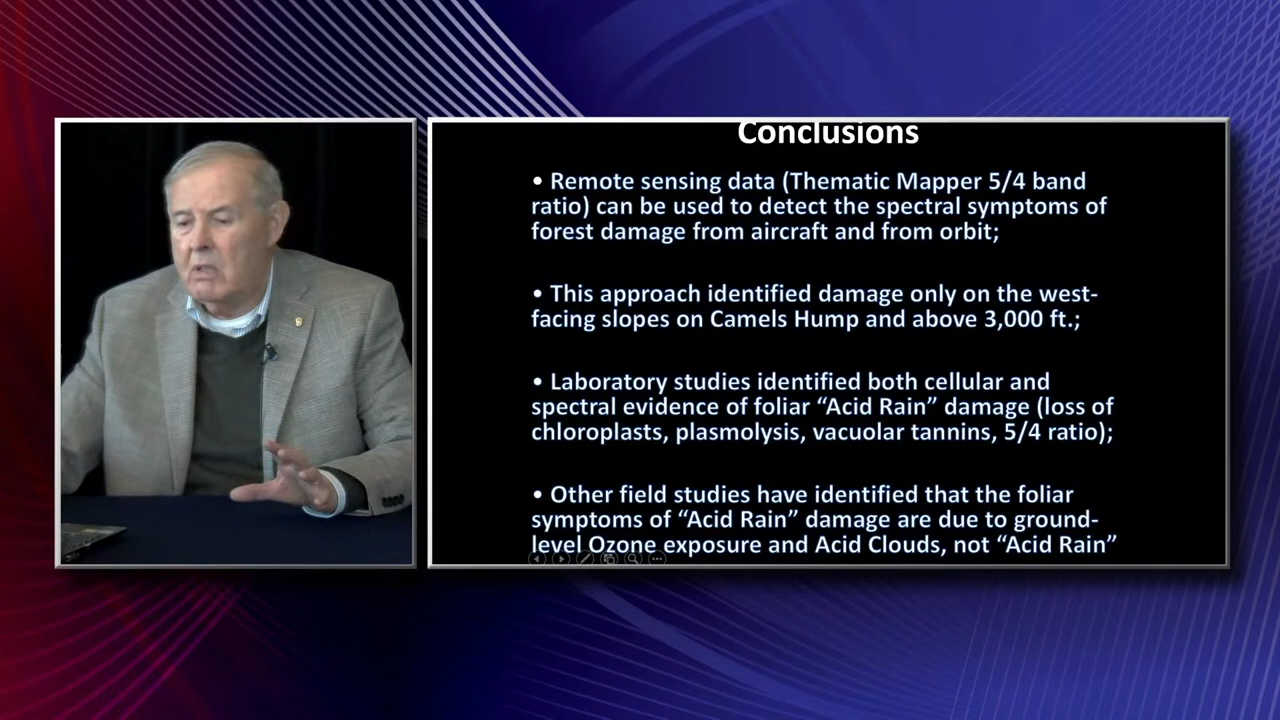 Conclusions
• Remote sensing data (Thematic Mapper 5/4 band
ratio) can be used to detect the spectral symptoms of
forest damage from aircraft and from orbit;
• This approach identified damage only on the west-
facing slopes on Camels Hump and above 3,000 ft.;
• Laboratory studies identified both cellular and
spectral evidence of foliar “Acid Rain” damage (loss of
chloroplasts, plasmolysis, vacuolar tannins, 5/4 ratio);
• Other field studies have identified that the foliar
symptoms of “Acid Rain” damage are due to ground-
level Ozone exposure and Acid Clouds, not “Acid Rain”